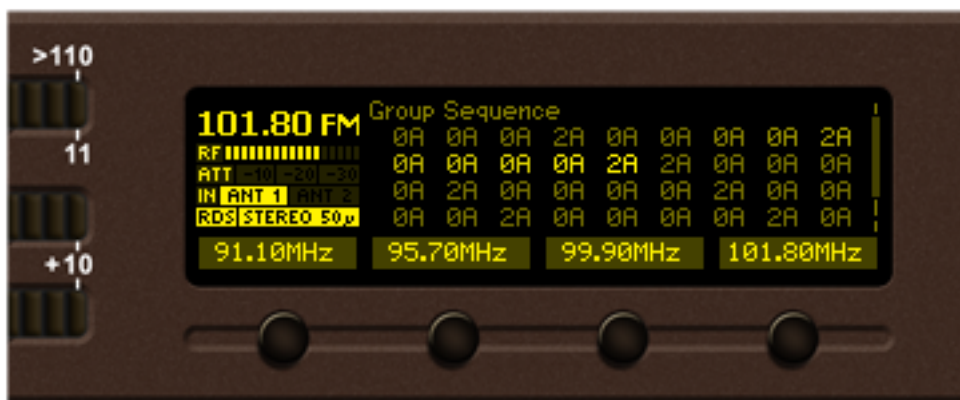 >110
11
+10
101.80 FM
RF
ATT -10 -20 -30
IN ANT 1 ANT 2
RDS STEREO 50µ
Group Sequence
0A 0A 0A 2A 0A 0A 0A 0A 2A
0A 0A 0A 0A 2A 2A 0A 0A 0A
0A 2A 0A 0A 0A 0A 2A 0A 0A
0A 0A 2A 0A 0A 0A 0A 2A 0A
91.10MHz 95.70MHz 99.90MHz 101.80MHz